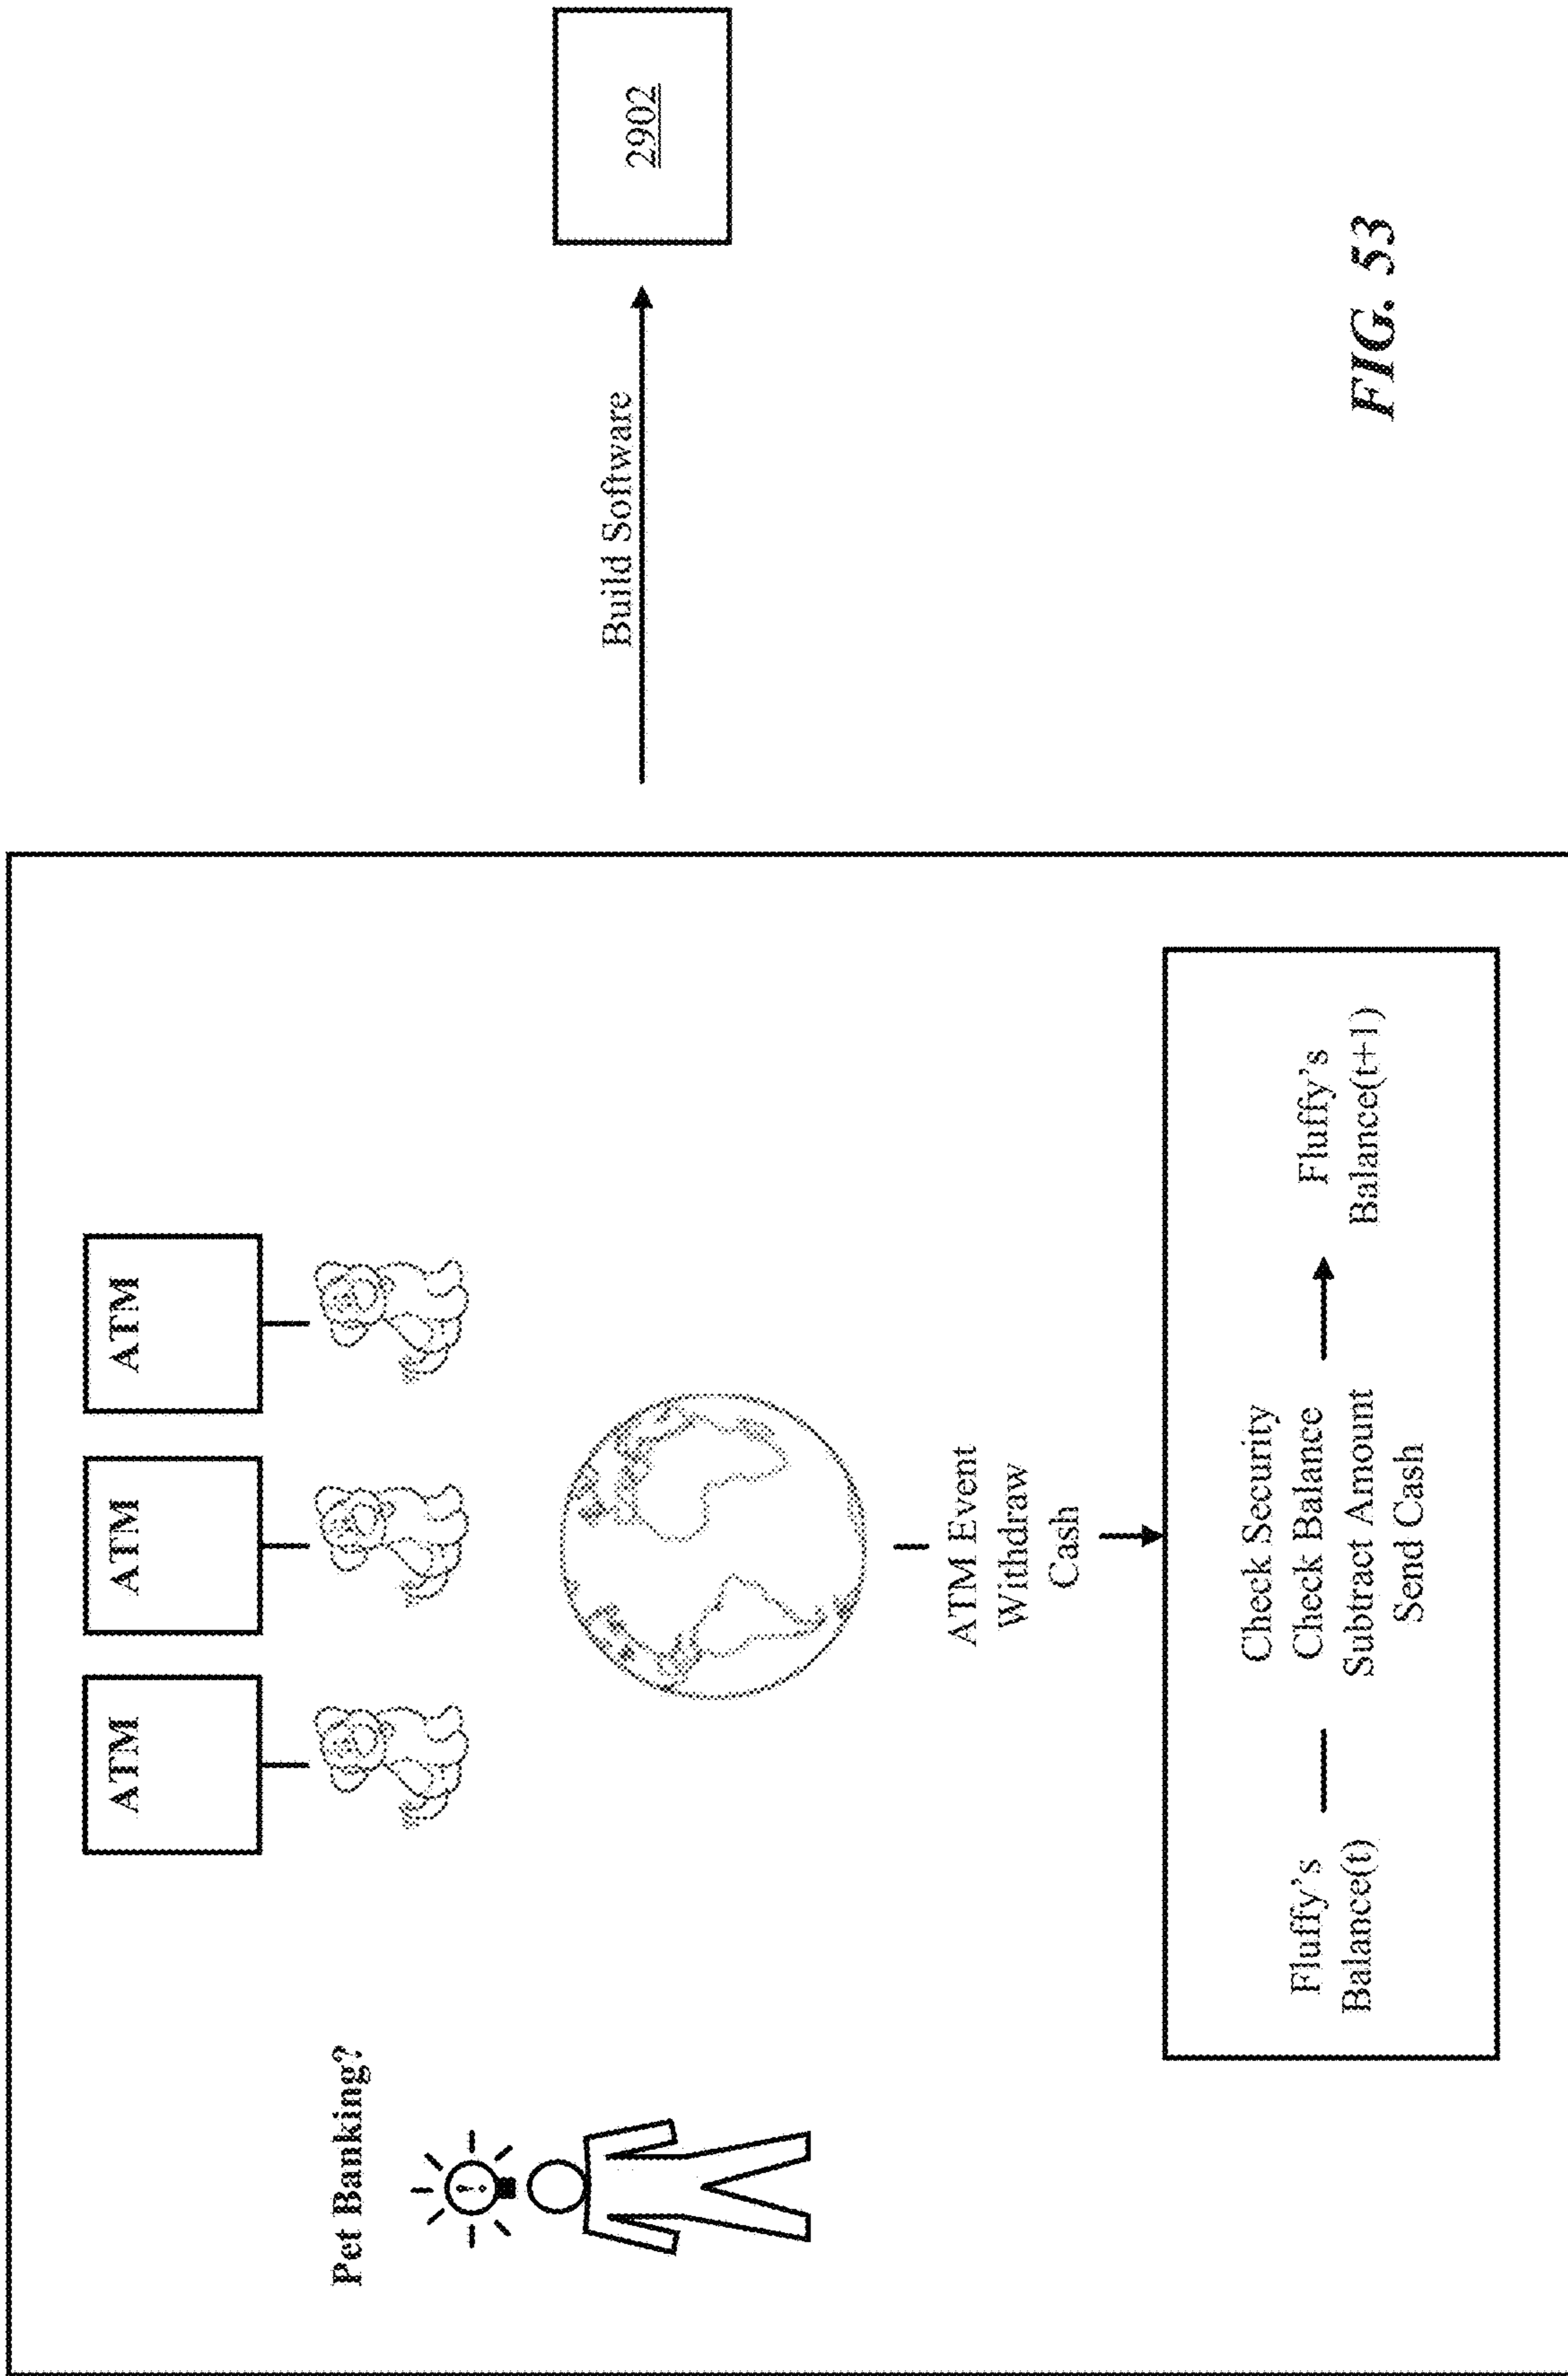 Pet Banking?
ATM
ATM
ATM
ATM Event
Withdraw
Cash
Fluffy's
Balance(t)
Check Security
Check Balance
Subtract Amount
Send Cash
Fluffy's
Balance(t+1)
Build Software
2902
FIG. 53